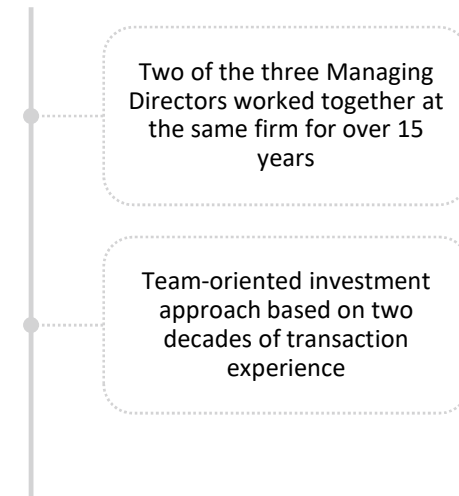 Two of the three Managing
Directors worked together at
the same firm for over 15
years
Team-oriented investment
approach based on two
decades of transaction
experience